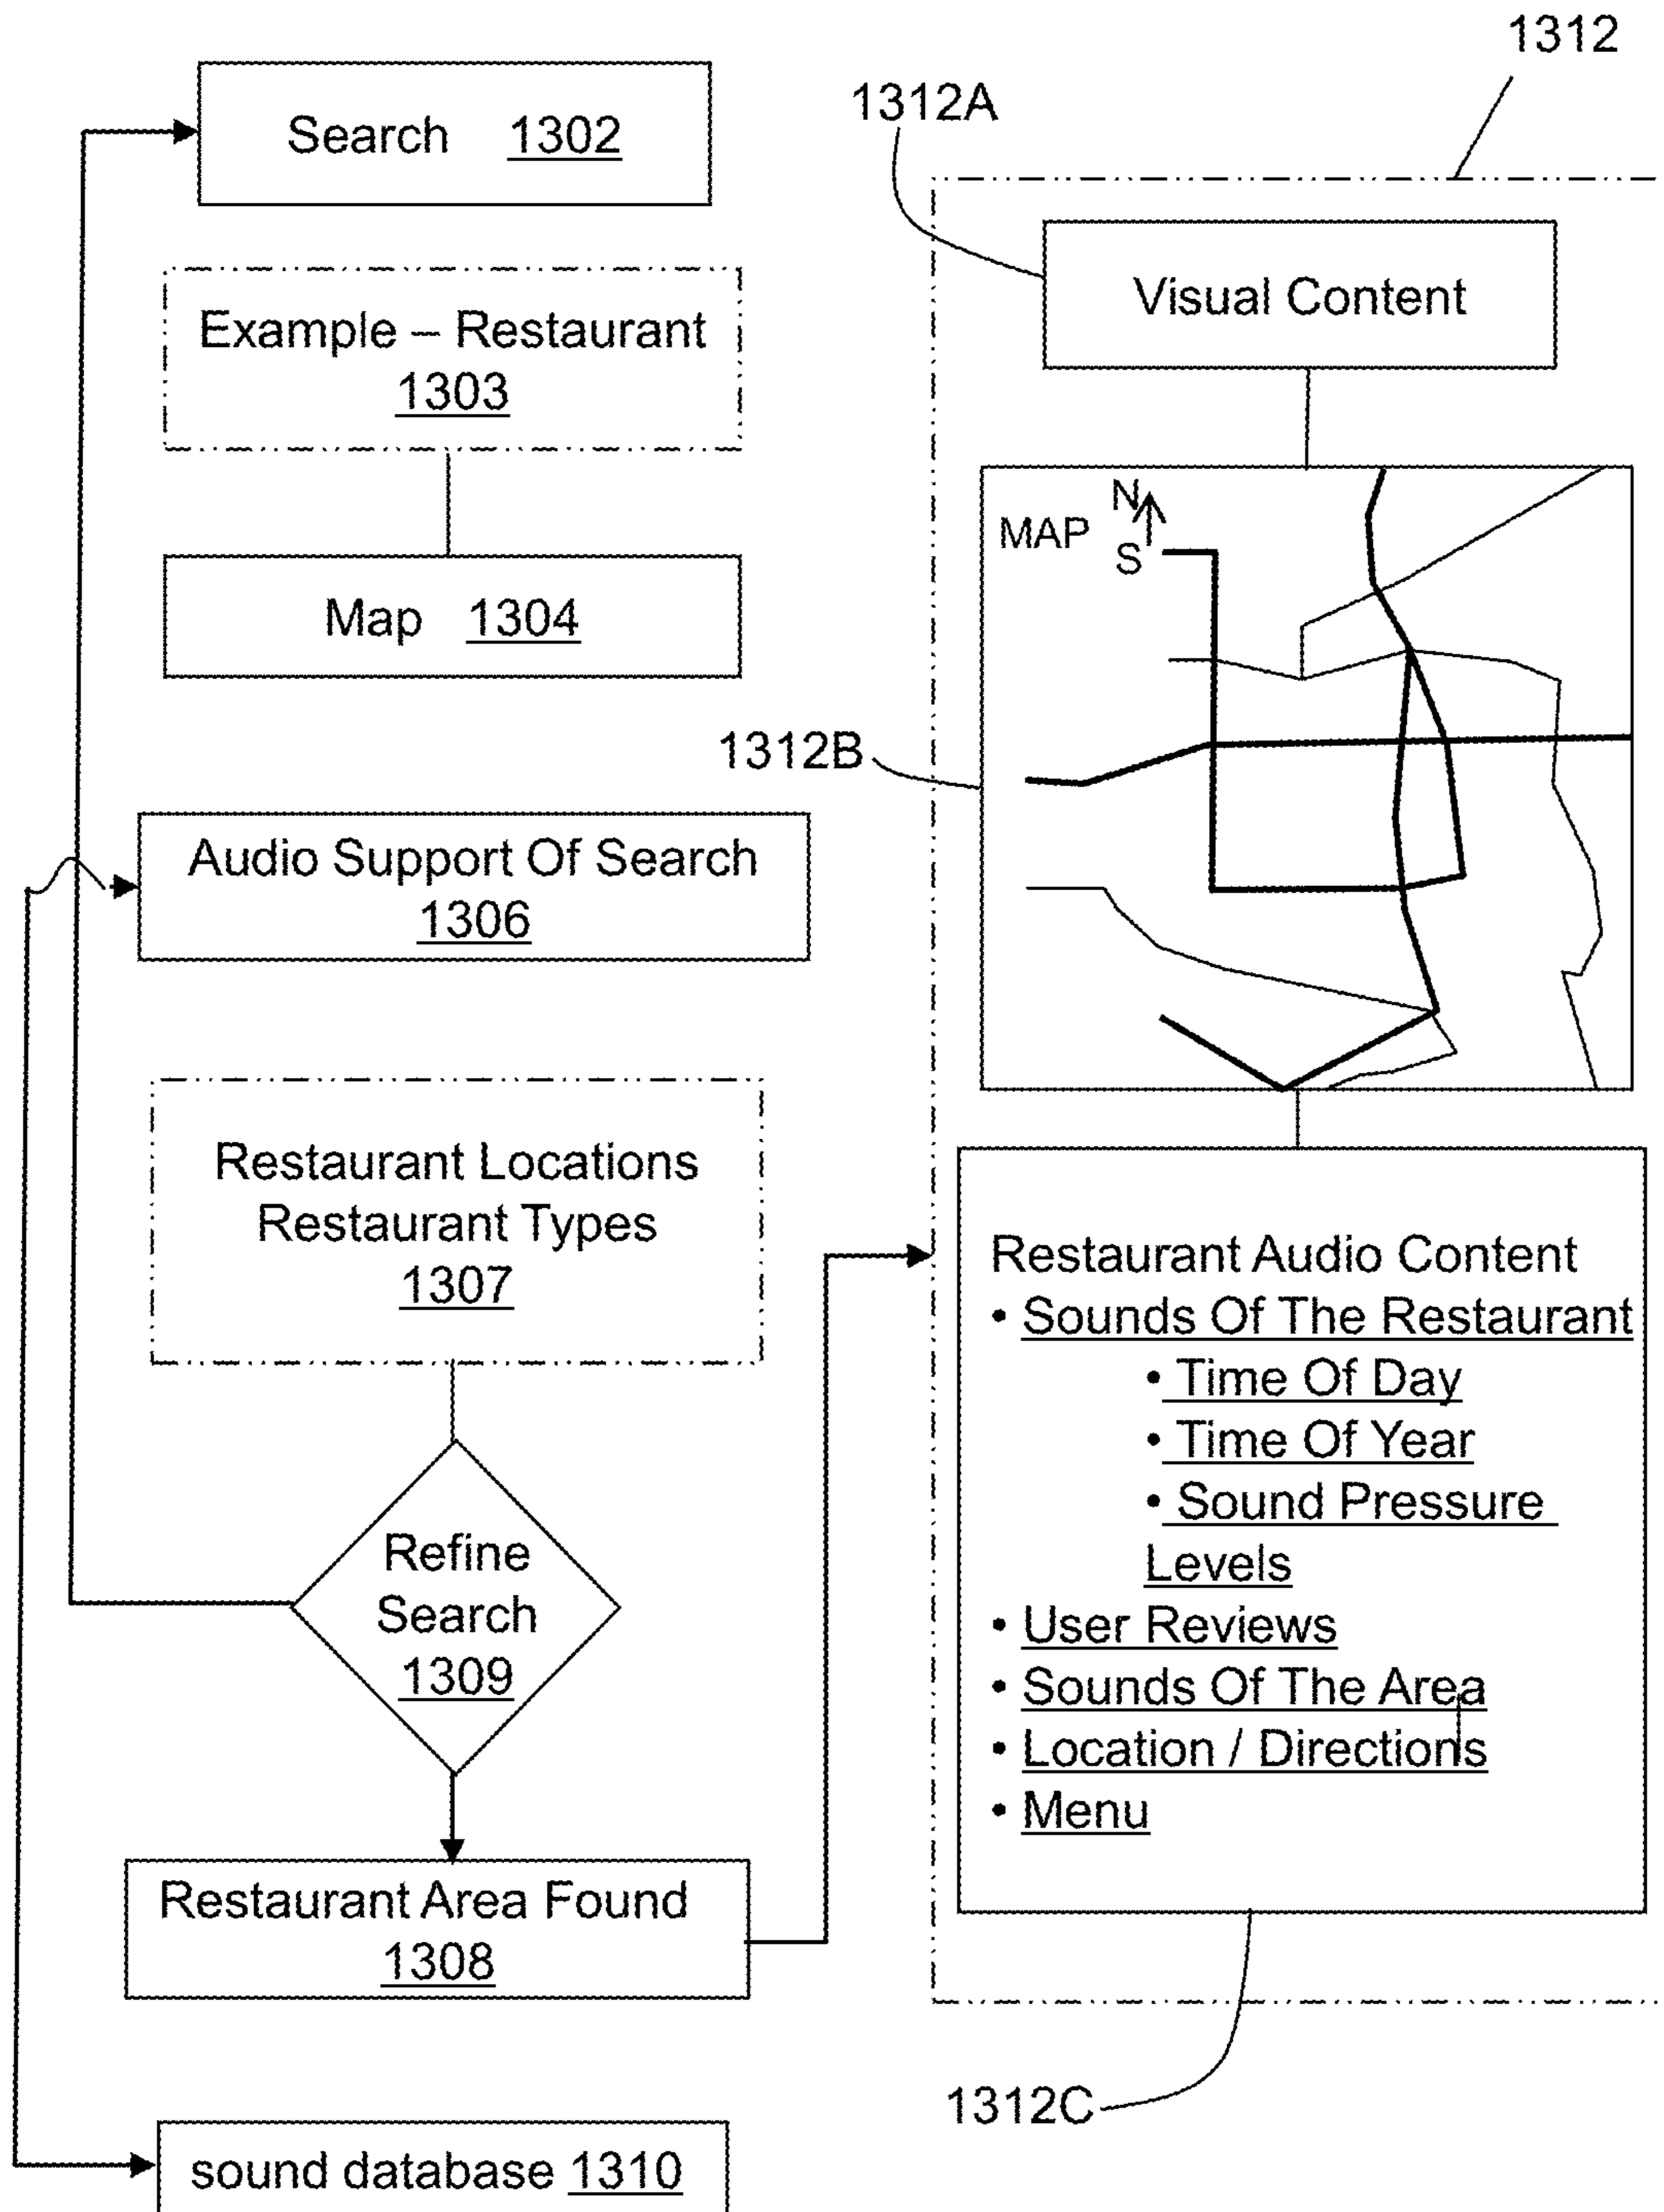 Search 1302
Example – Restaurant
1303
Map 1304
Audio Support Of Search
1306
Restaurant Locations
Restaurant Types
1307
Refine
Search
1309
Restaurant Area Found
1308
sound database 1310
1312
1312A
Visual Content
MAP
N
S
1312B
Restaurant Audio Content
• Sounds Of The Restaurant
• Time Of Day
• Time Of Year
• Sound Pressure
Levels
• User Reviews
• Sounds Of The Area
• Location / Directions
• Menu
1312C